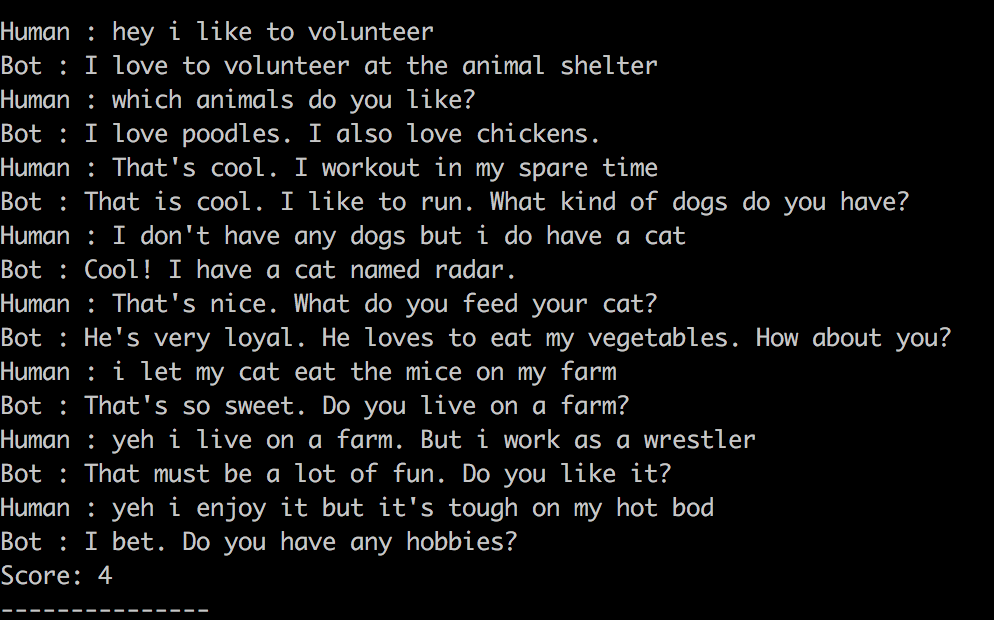 Human : hey i like to volunteer
Bot : I love to volunteer at the animal shelter
Human : which animals do you like?
Bot : I love poodles. I also love chickens.
Human : That's cool. I workout in my spare time
Bot : That is cool. I like to run. What kind of dogs do you have?
Human : I don't have any dogs but i do have a cat
Bot : Cool! I have a cat named radar.
Human : That's nice. What do you feed your cat?
Bot : He's very loyal. He loves to eat my vegetables. How about you?
Human : i let my cat eat the mice on my farm
Bot : That's so sweet. Do you live on a farm?
Human : yeh i live on a farm. But i work as a wrestler
Bot : That must be a lot of fun. Do you like it?
Human : yeh i enjoy it but it's tough on my hot bod
Bot : I bet. Do you have any hobbies?
Score: 4
---------------